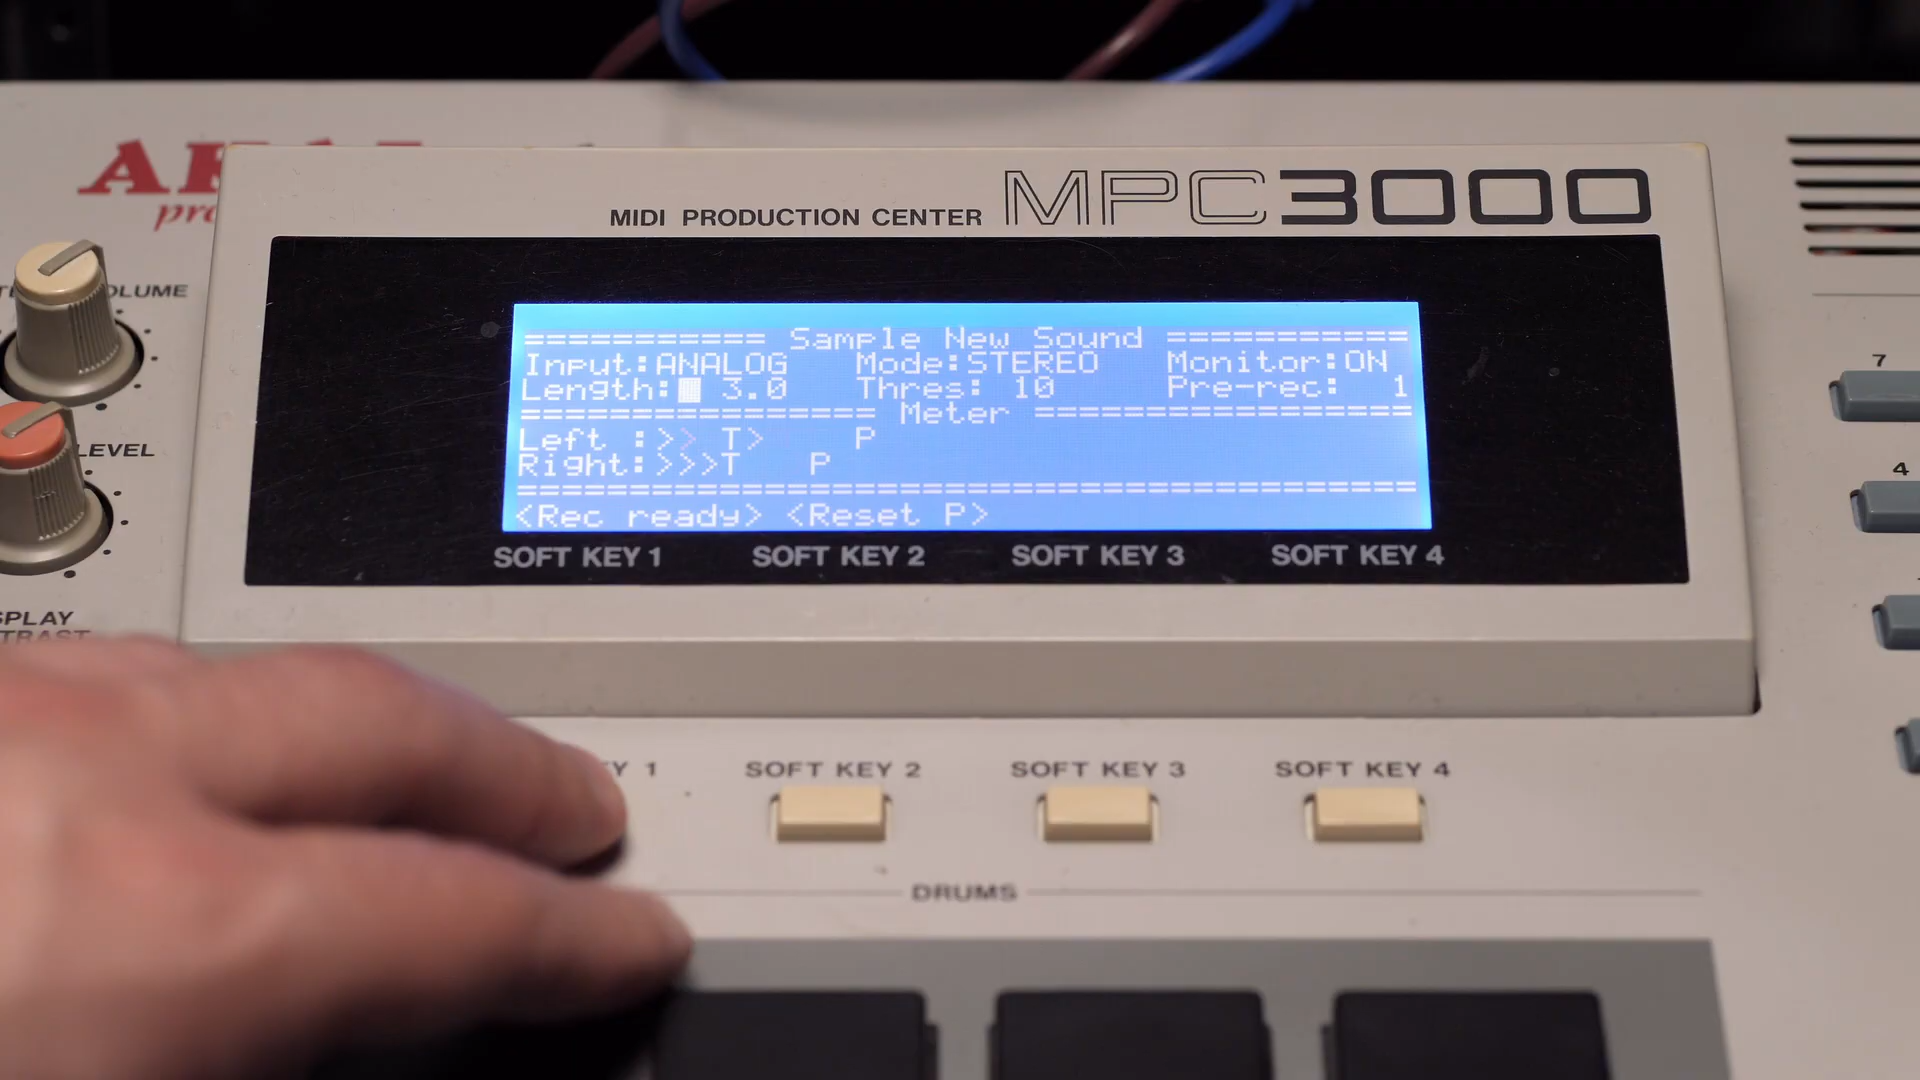 MIDI PRODUCTION CENTER MPC3000
=========== Sample New Sound ===========
Input:ANALOG Mode:STEREO Monitor:ON
Length: 3.0 Thres: 10 Pre-rec: 1
================ Meter =================
Left :>> T> P
Right:>>>T P
<Rec ready> <Reset P>
SOFT KEY 1 SOFT KEY 2 SOFT KEY 3 SOFT KEY 4
LEVEL
7
4
Y 1 SOFT KEY 2 SOFT KEY 3 SOFT KEY 4
DRUMS